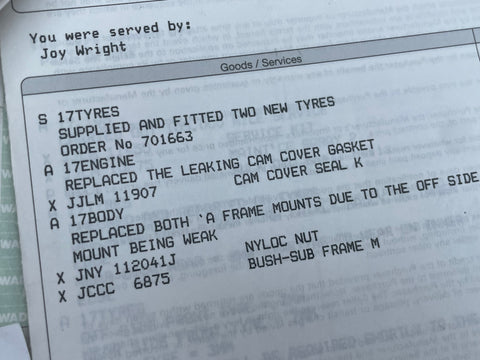 You were served by:
Joy Wright
Goods / Services
S 17TYRES
SUPPLIED AND FITTED TWO NEW TYRES
ORDER No 701663
A 17ENGINE
REPLACED THE LEAKING CAM COVER GASKET
X JJLM 11907 CAM COVER SEAL K
A 17BODY
REPLACED BOTH 'A FRAME MOUNTS DUE TO THE OFF SIDE
MOUNT BEING WEAK
X JNY 112041J NYLOC NUT
X JCCC 6875 BUSH-SUB FRAME M